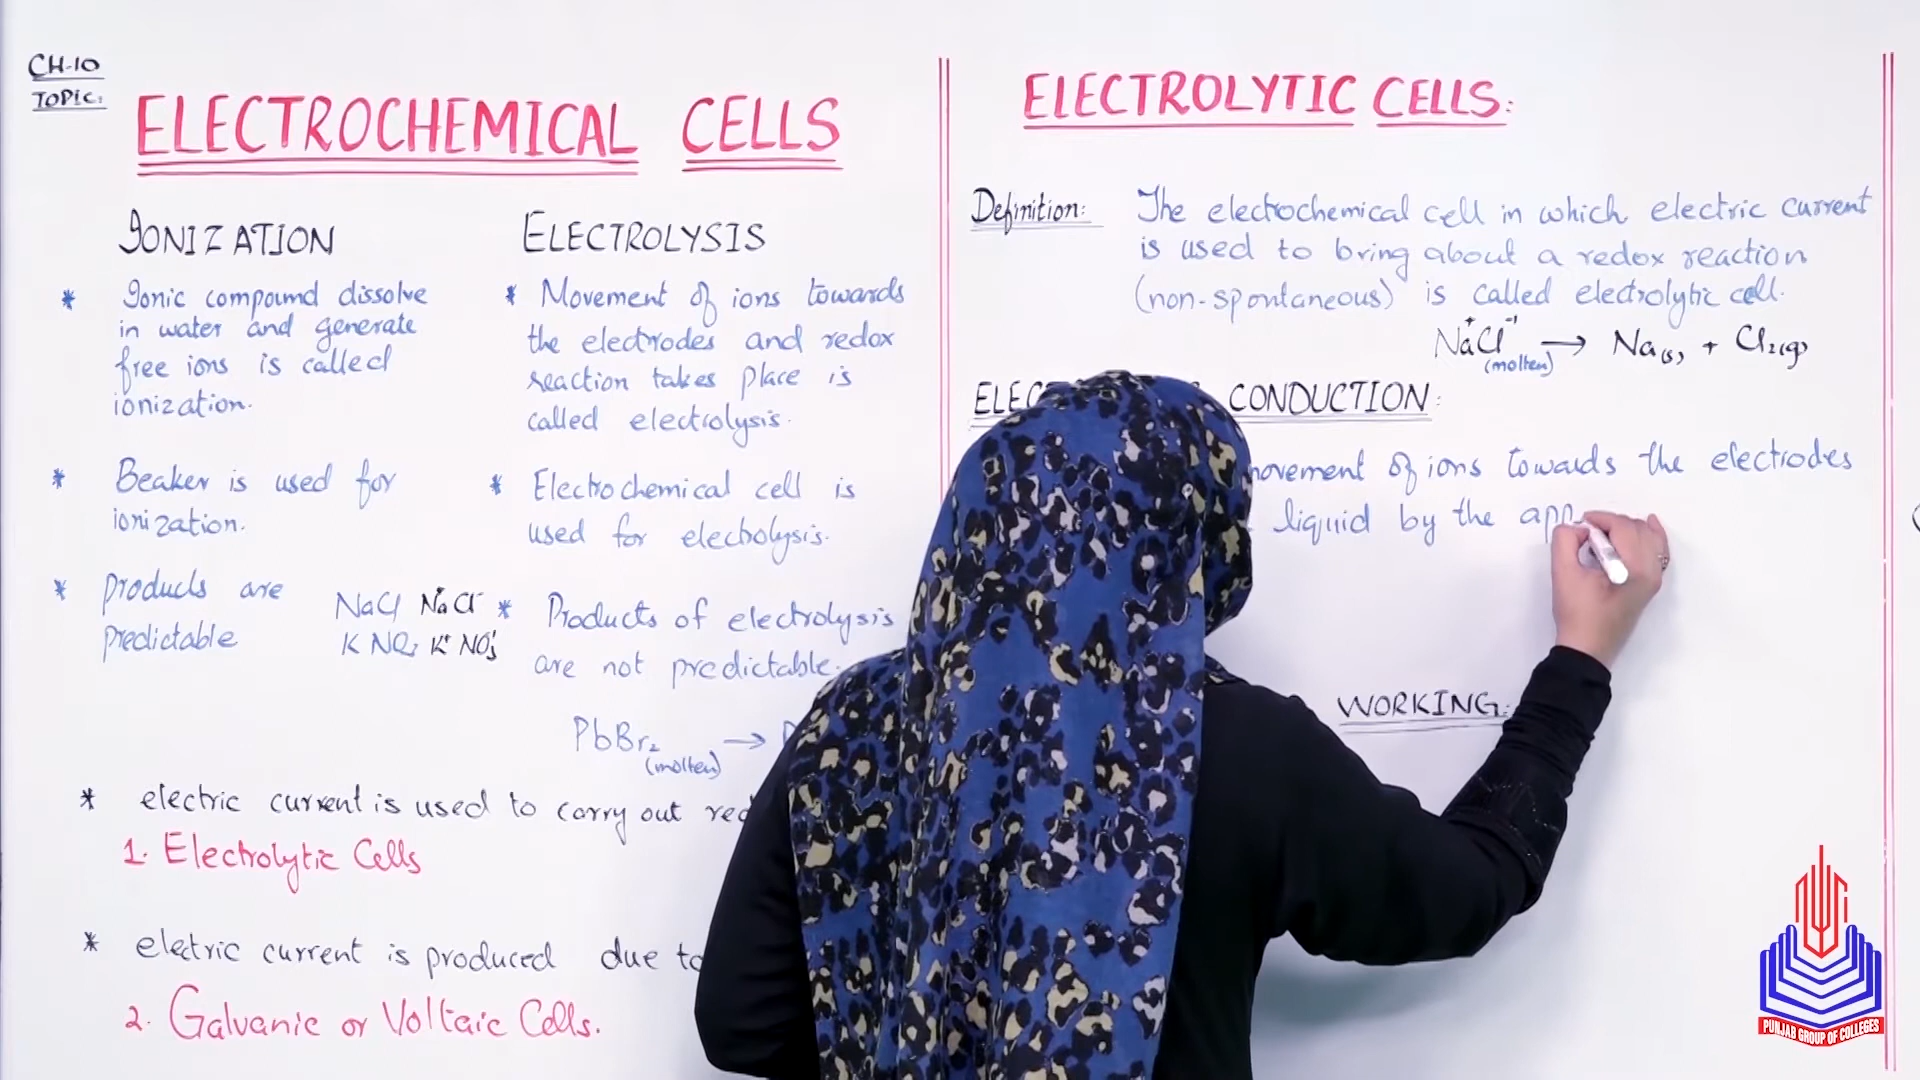 CH-10
TOPIC:
ELECTROCHEMICAL CELLS
IONIZATION
* Ionic compound dissolve
in water and generate
free ions is called
ionization.
* Beaker is used for
ionization.
* Products are
predictable
NaCl Na⁺Cl⁻
KNO₃ K⁺ NO₃⁻¹
ELECTROLYSIS
* Movement of ions towards
the electrodes and redox
reaction takes place is
called electrolysis.
* Electrochemical cell is
used for electrolysis.
* Products of electrolysis
are not predictable.
PbBr₂ (molten) →
* electric current is used to carry out
1. Electrolytic Cells
* electric current is produced due to
2. Galvanic or Voltaic Cells.
ELECTROLYTIC CELLS:
Definition: The electrochemical cell in which electric current
is used to bring about a redox reaction
(non-spontaneous) is called electrolytic cell.
Na⁺Cl⁻¹ (molten) → Na(s) + Cl₂(g)
CONDUCTION:
movement of ions towards the electrodes
liquid by the app
WORKING:
PUNJAB GROUP OF COLLEGES